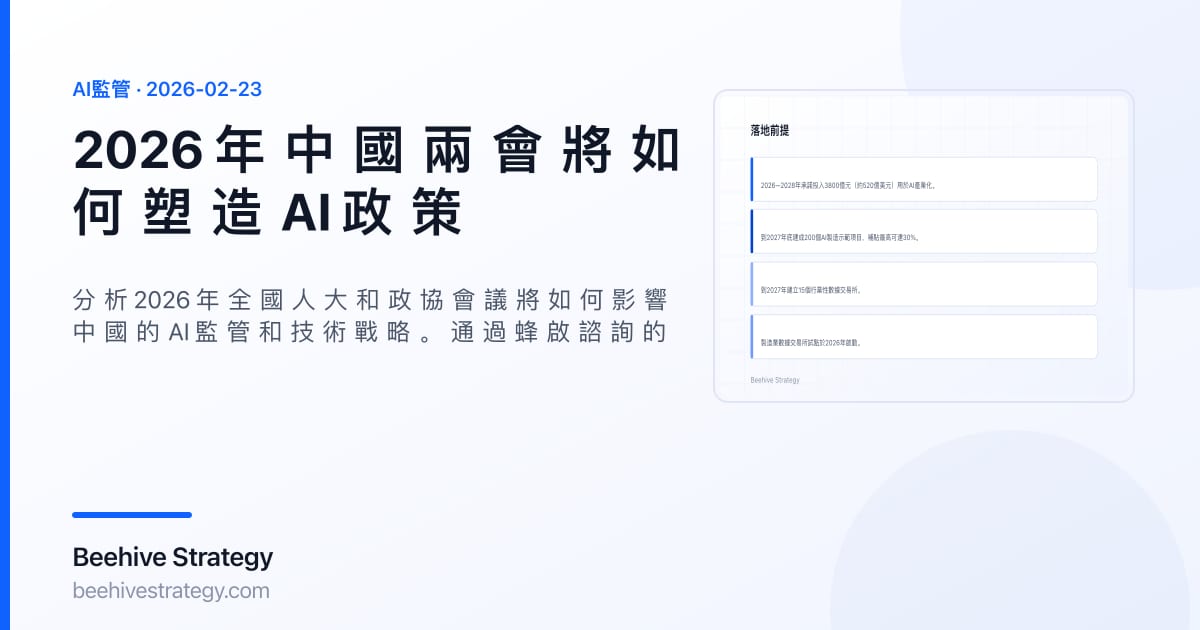 AI監管 · 2026-02-23
2026年中國兩會將如
何塑造AI政策
分析2026年全國人大和政協會議將如何影響
中國的AI監管和技術戰略。通過蜂啟諮詢的
落地前提
2026—2028年承諾投入3800億元（約520億美元）用於AI產業化。
到2027年底建成200個AI製造示範項目，補貼最高可達30%。
到2027年建立15個行業性數據交易所。
製造業數據交易所試點於2026年啟動。
Beehive Strategy
Beehive Strategy
beehivestrategy.com